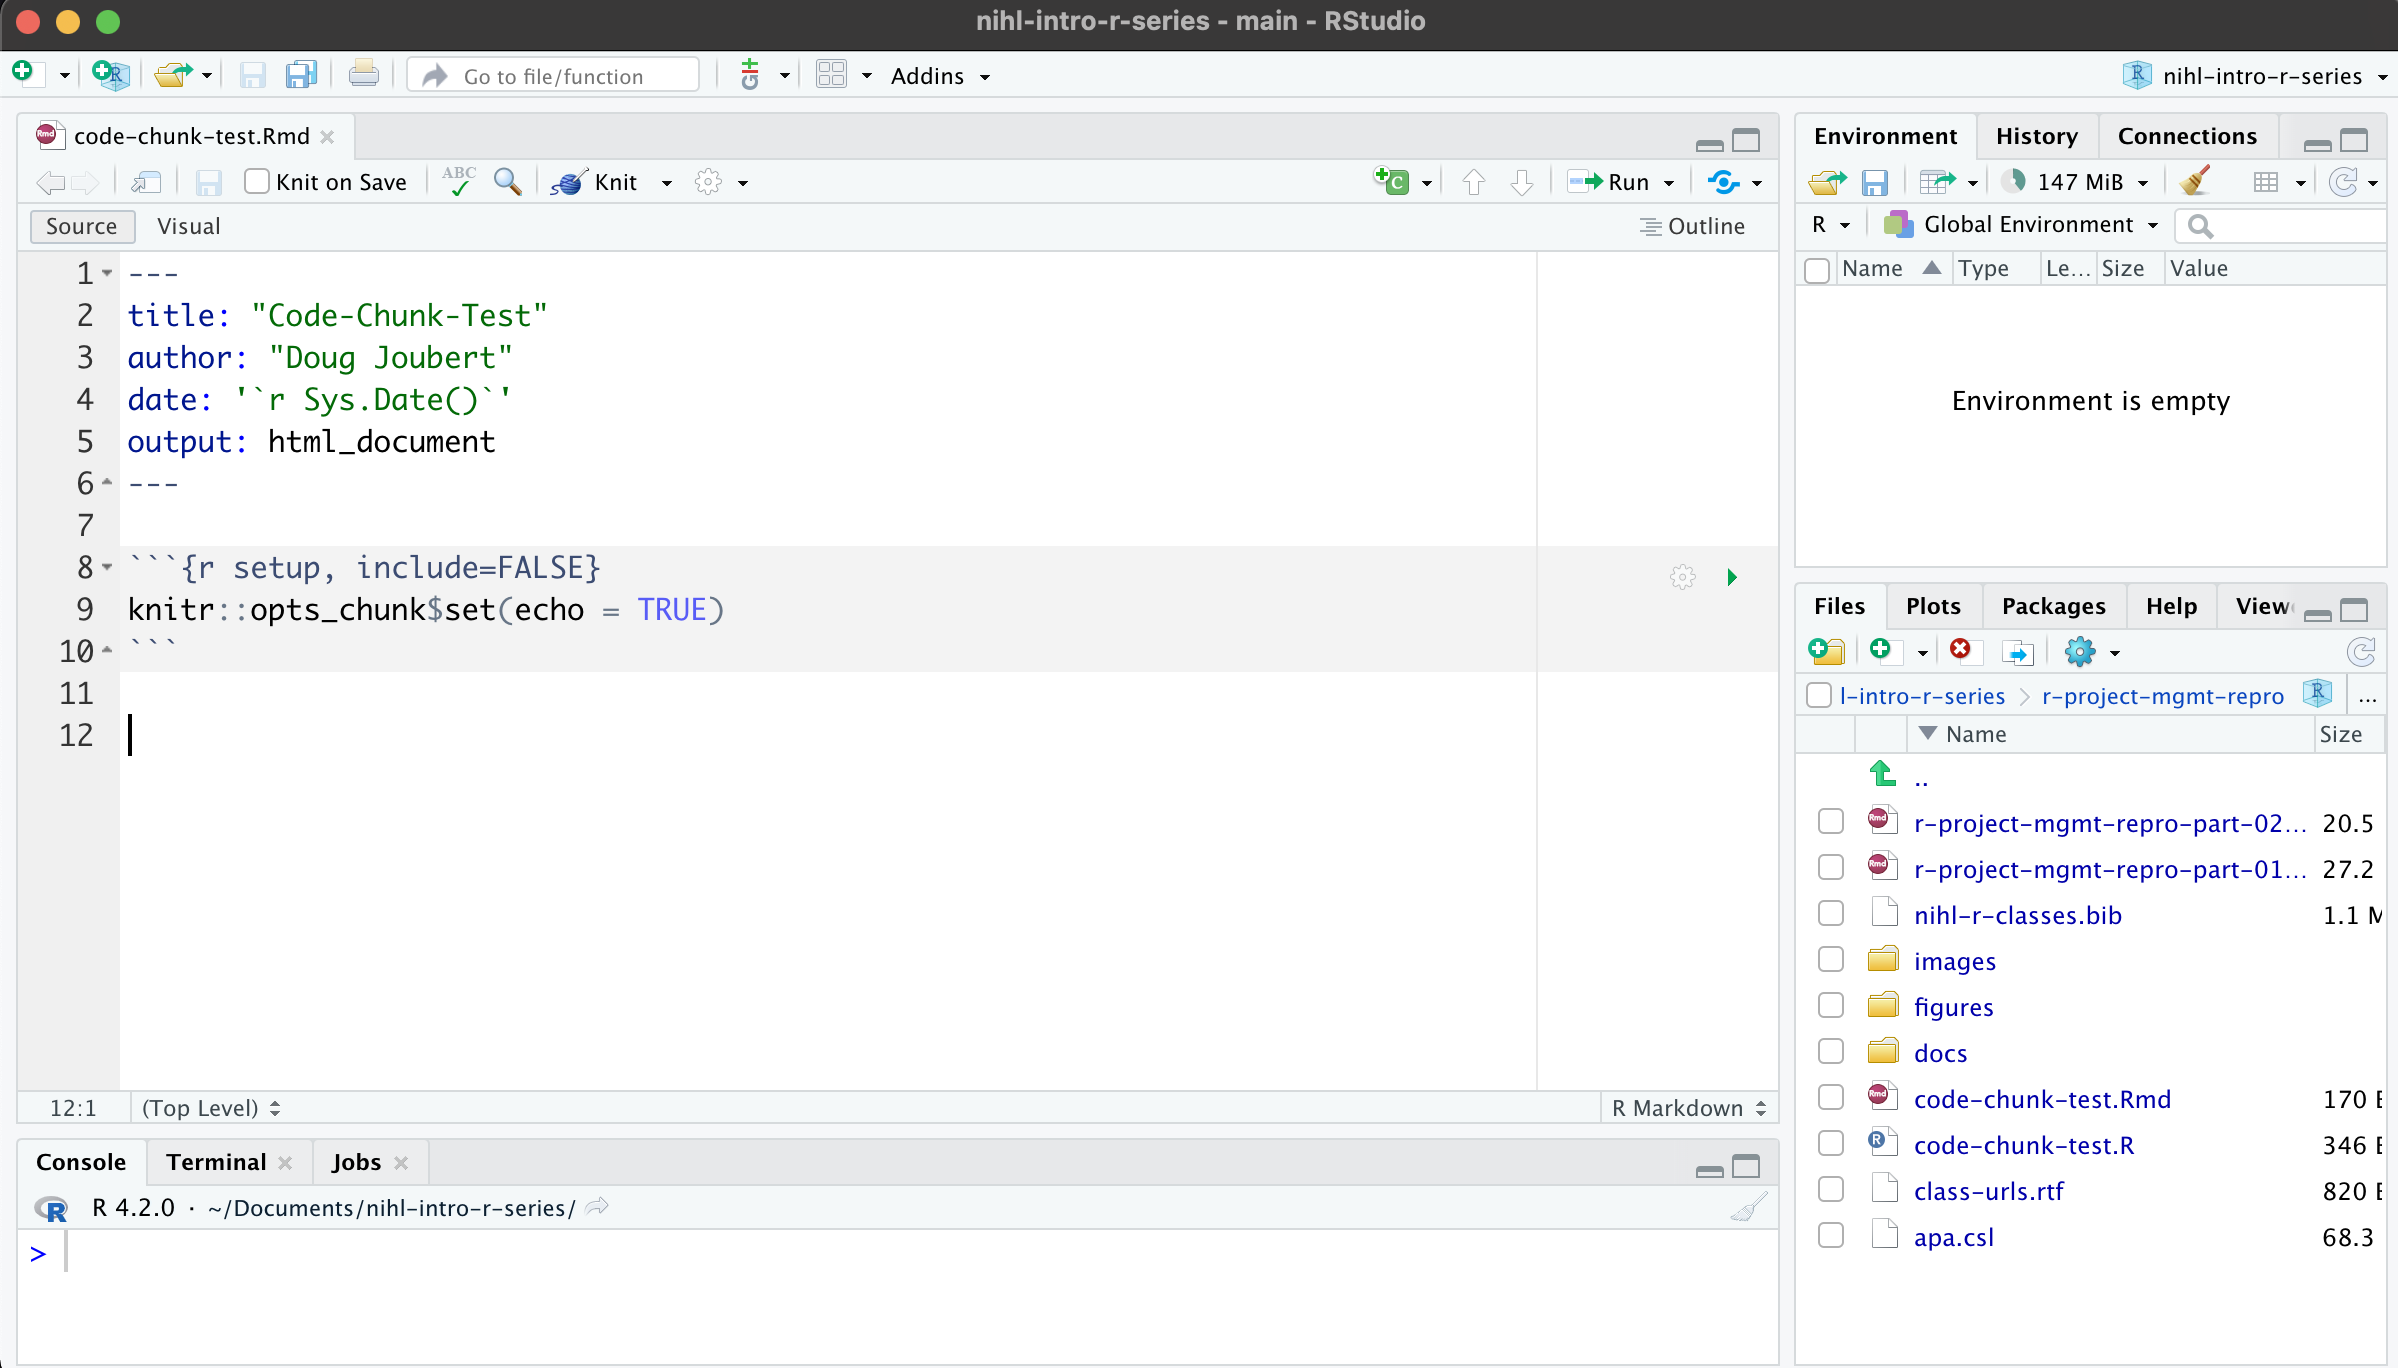 nihl-intro-r-series - main - RStudio
Go to file/function
Addins
nihl-intro-r-series
code-chunk-test.Rmd
Knit on Save
ABC
Knit
Run
Source
Visual
Outline
1 ---
2 title: "Code-Chunk-Test"
3 author: "Doug Joubert"
4 date: '`r Sys.Date()`'
5 output: html_document
6 ---
7
8 ```{r setup, include=FALSE}
9 knitr::opts_chunk$set(echo = TRUE)
10 ```
11
12
12:1 (Top Level) R Markdown
Console Terminal Jobs
R 4.2.0 · ~/Documents/nihl-intro-r-series/
>
Environment History Connections
147 MiB
R Global Environment
Name Type Le... Size Value
Environment is empty
Files Plots Packages Help View
l-intro-r-series > r-project-mgmt-repro ...
Name Size
..
r-project-mgmt-repro-part-02... 20.5
r-project-mgmt-repro-part-01... 27.2
nihl-r-classes.bib 1.1 M
images
figures
docs
code-chunk-test.Rmd 170
code-chunk-test.R 346
class-urls.rtf 820
apa.csl 68.3